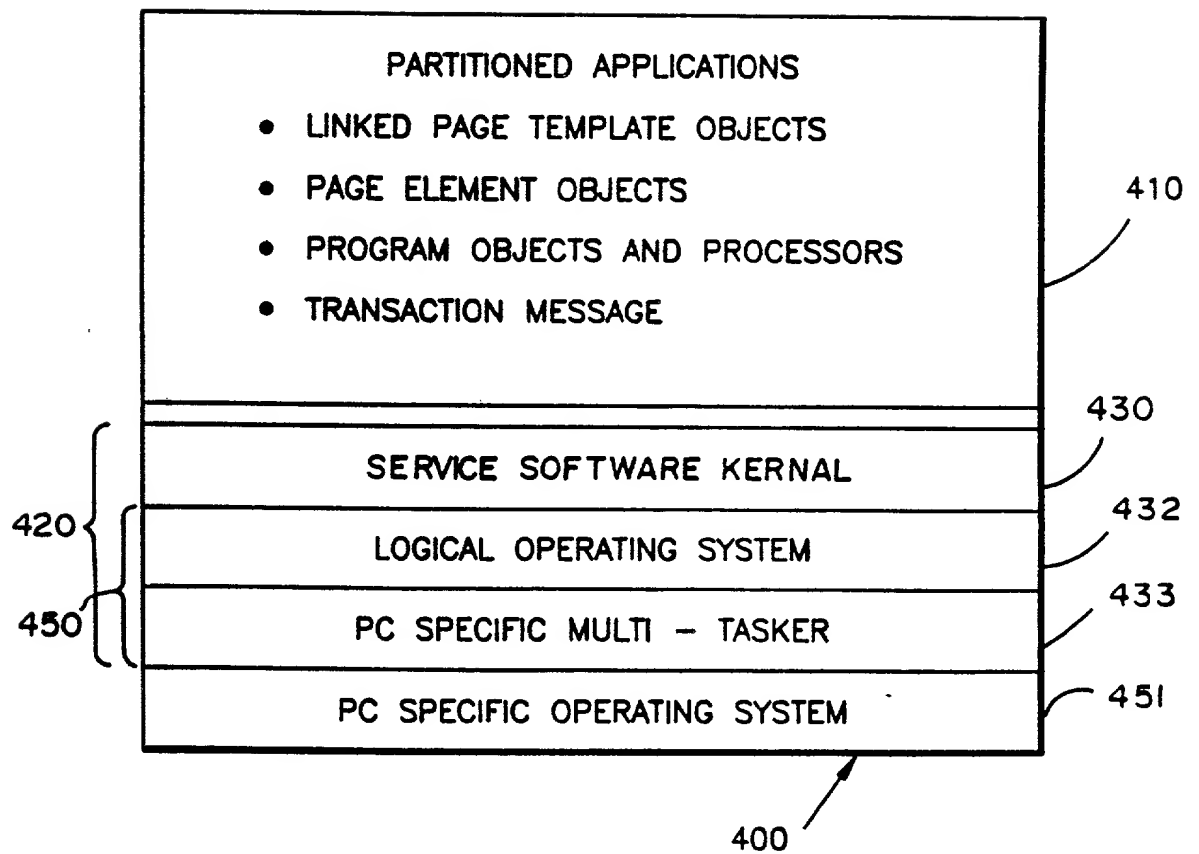 PARTITIONED APPLICATIONS
• LINKED PAGE TEMPLATE OBJECTS
• PAGE ELEMENT OBJECTS
• PROGRAM OBJECTS AND PROCESSORS
• TRANSACTION MESSAGE
410
430
SERVICE SOFTWARE KERNAL
420
432
LOGICAL OPERATING SYSTEM
433
450
PC SPECIFIC MULTI - TASKER
451
PC SPECIFIC OPERATING SYSTEM
400